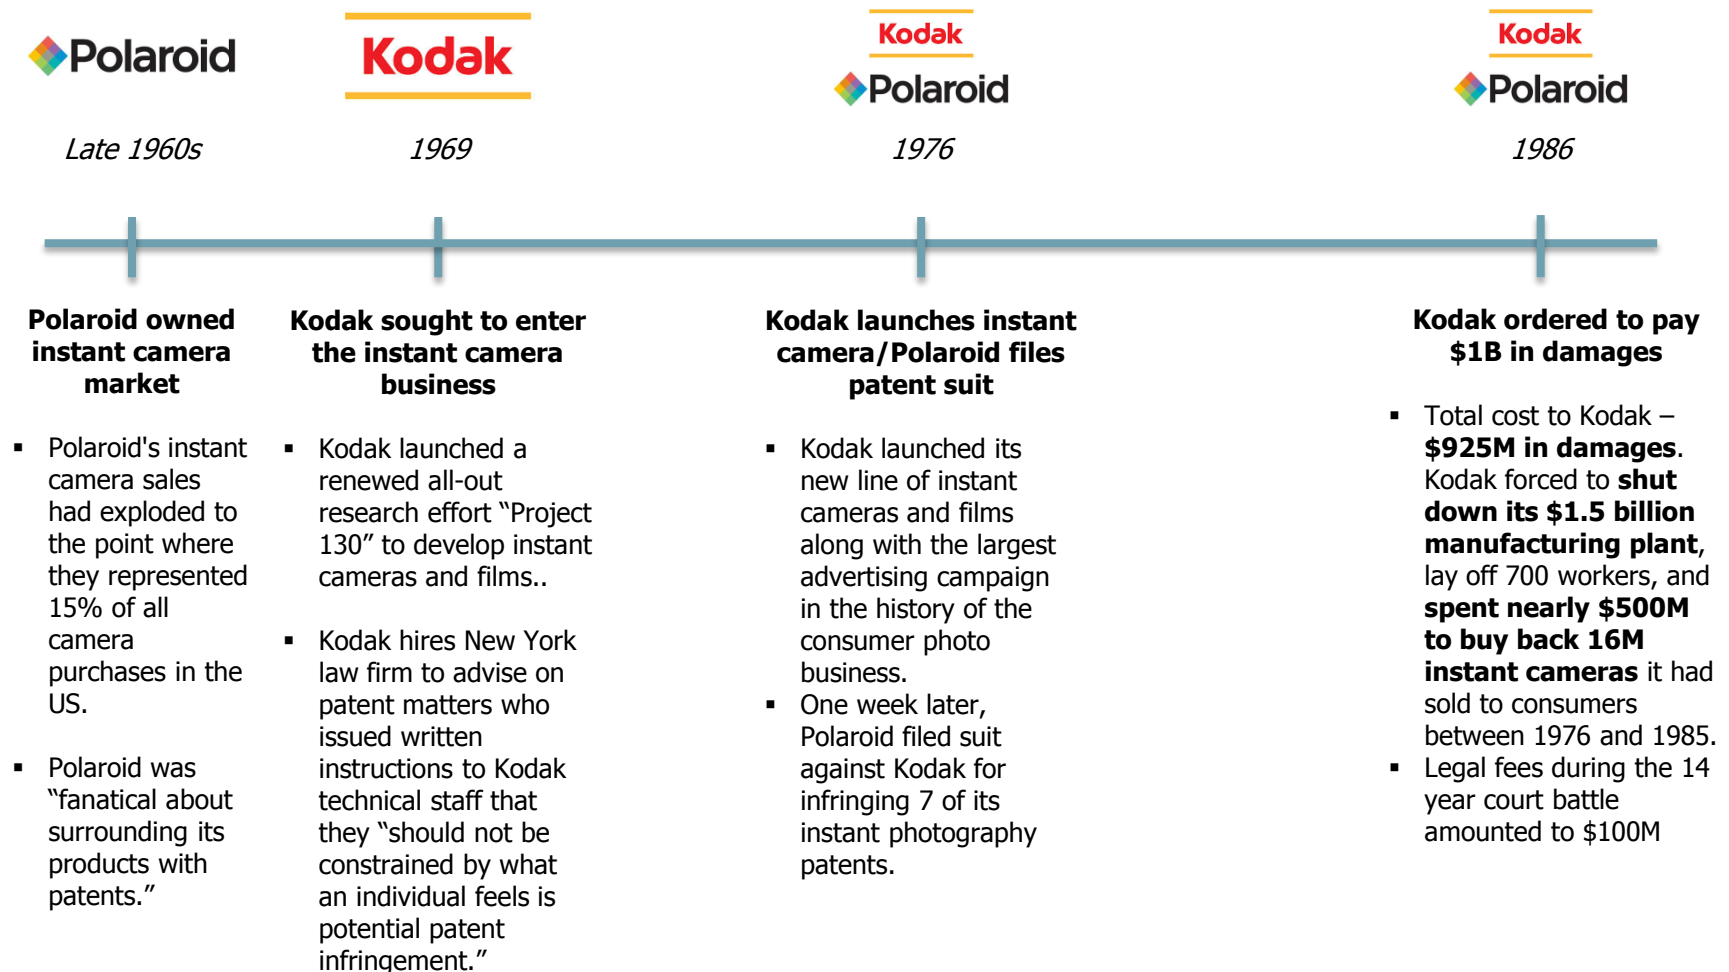 Polaroid
Kodak
Kodak
Polaroid
Kodak
Polaroid
Late 1960s
1969
1976
1986
Polaroid owned
instant camera
market
▪ Polaroid's instant
camera sales
had exploded to
the point where
they represented
15% of all
camera
purchases in the
US.
▪ Polaroid was
“fanatical about
surrounding its
products with
patents.”
Kodak sought to enter
the instant camera
business
▪ Kodak launched a
renewed all-out
research effort “Project
130” to develop instant
cameras and films..
▪ Kodak hires New York
law firm to advise on
patent matters who
issued written
instructions to Kodak
technical staff that
they “should not be
constrained by what
an individual feels is
potential patent
infringement.”
Kodak launches instant
camera/Polaroid files
patent suit
▪ Kodak launched its
new line of instant
cameras and films
along with the largest
advertising campaign
in the history of the
consumer photo
business.
▪ One week later,
Polaroid filed suit
against Kodak for
infringing 7 of its
instant photography
patents.
Kodak ordered to pay
$1B in damages
▪ Total cost to Kodak –
$925M in damages.
Kodak forced to shut
down its $1.5 billion
manufacturing plant,
lay off 700 workers, and
spent nearly $500M
to buy back 16M
instant cameras it had
sold to consumers
between 1976 and 1985.
▪ Legal fees during the 14
year court battle
amounted to $100M